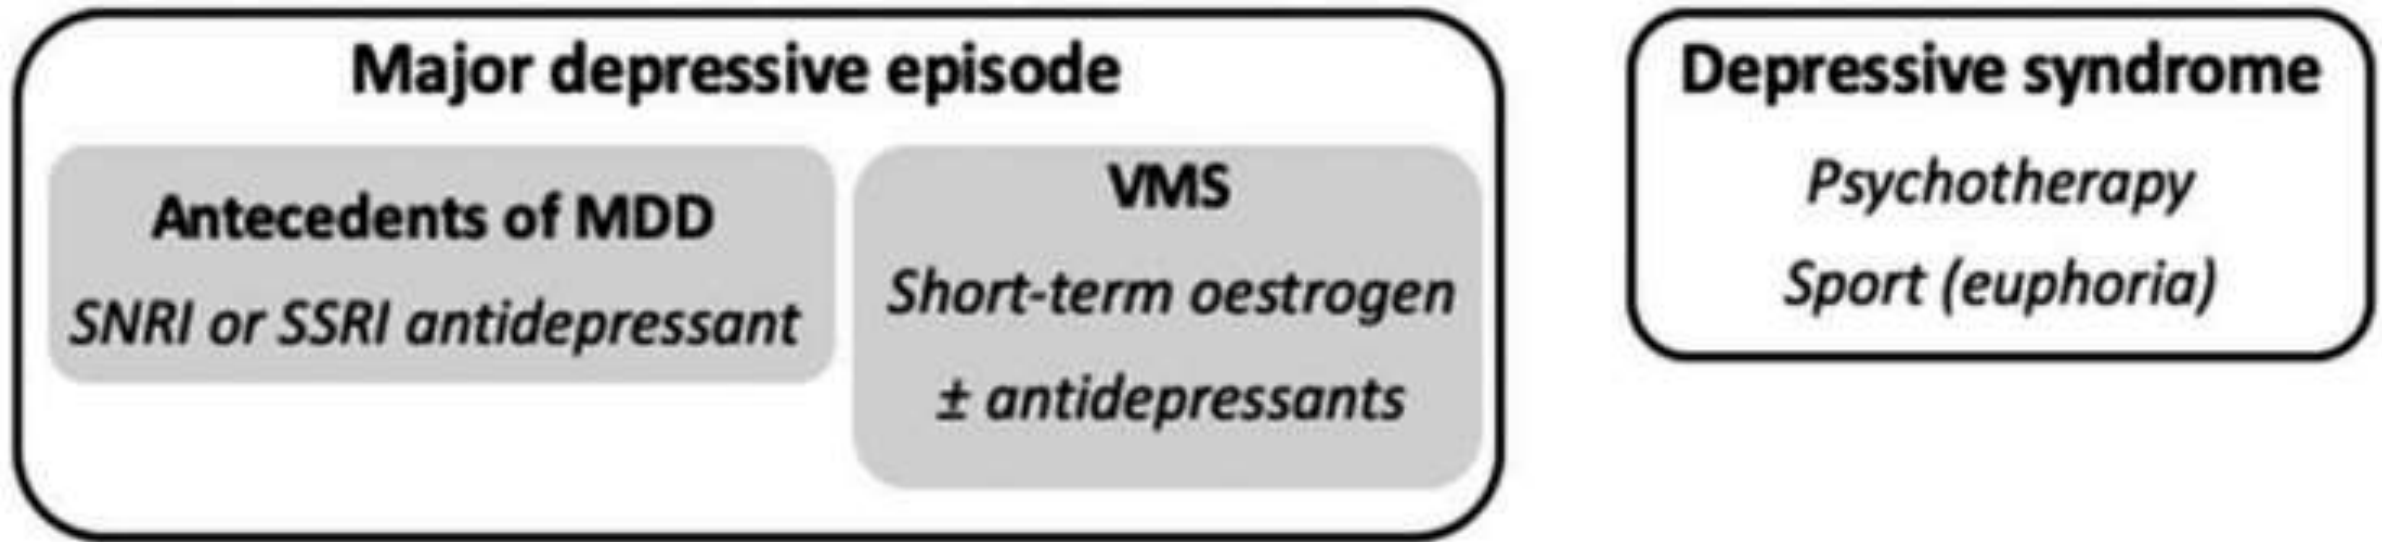 Major depressive episode
Antecedents of MDD
SNRI or SSRI antidepressant
VMS
Short-term oestrogen
± antidepressants
Depressive syndrome
Psychotherapy
Sport (euphoria)